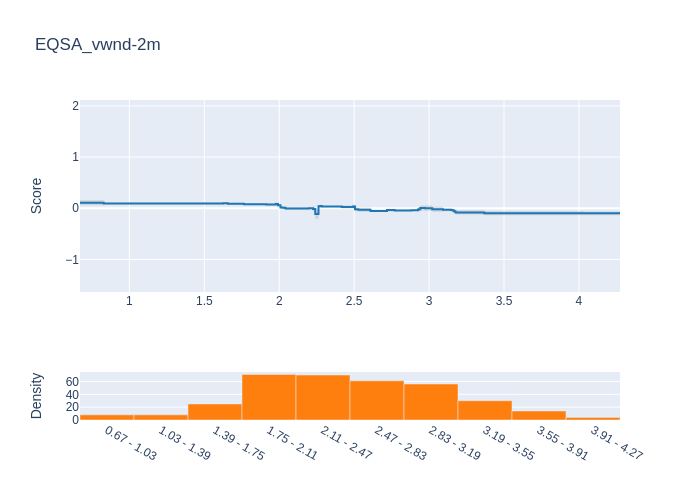 EQSA_vwnd-2m
Score
2
1
0
−1
1
1.5
2
2.5
3
3.5
4
Density
60
40
20
0
0.67 - 1.03
1.03 - 1.39
1.39 - 1.75
1.75 - 2.11
2.11 - 2.47
2.47 - 2.83
2.83 - 3.19
3.19 - 3.55
3.55 - 3.91
3.91 - 4.27